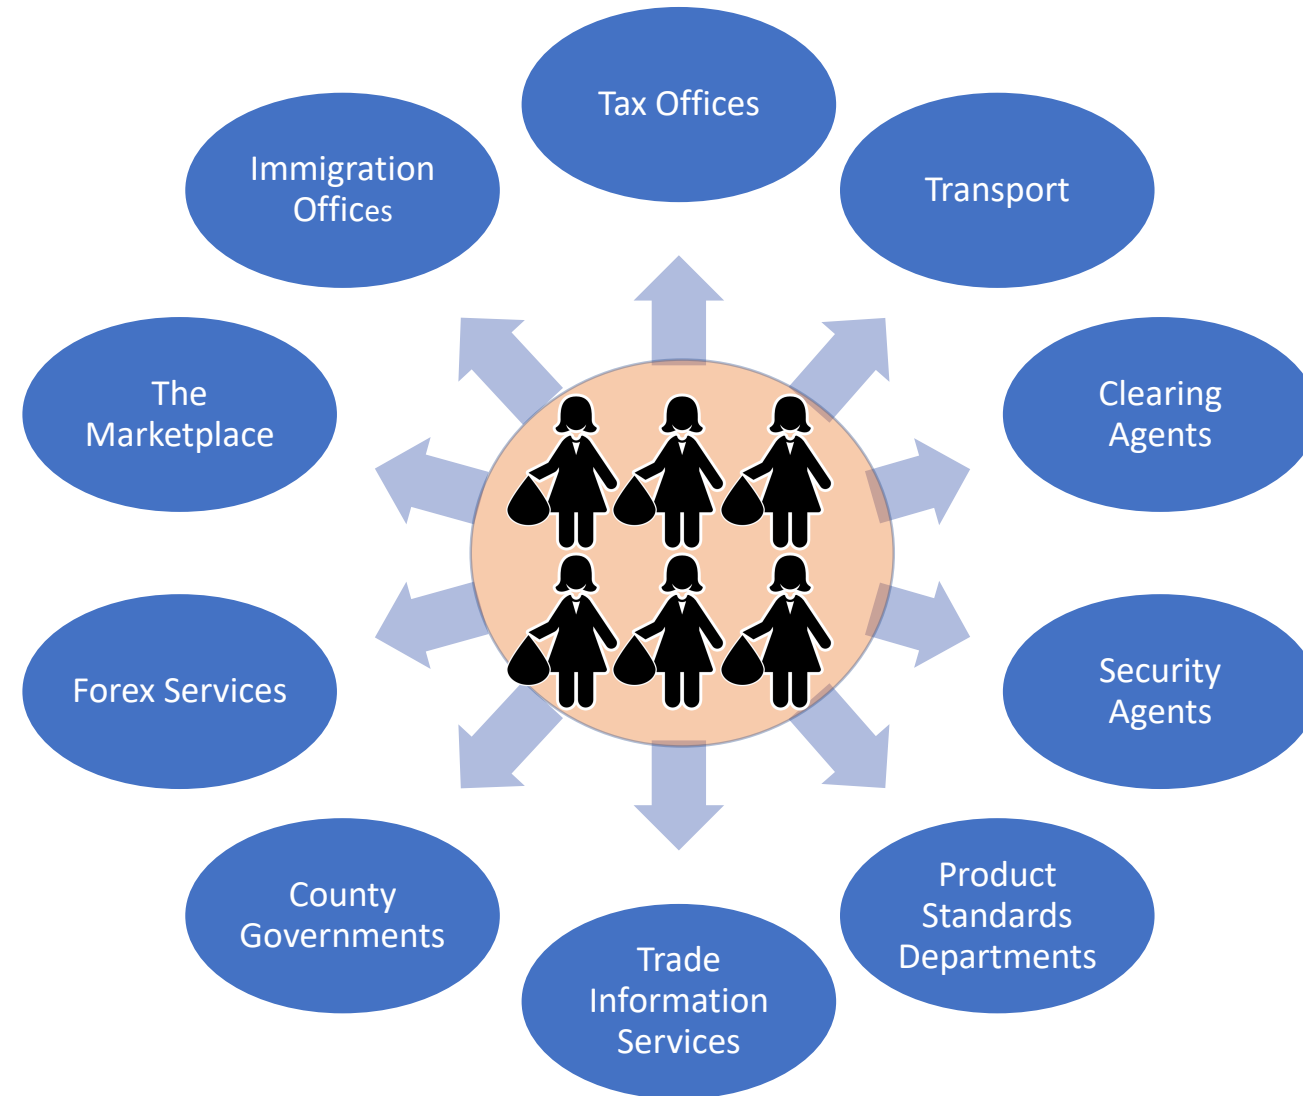 Tax Offices
Transport
Clearing
Agents
Security
Agents
Product
Standards
Departments
Trade
Information
Services
County
Governments
Forex Services
The
Marketplace
Immigration
Offices